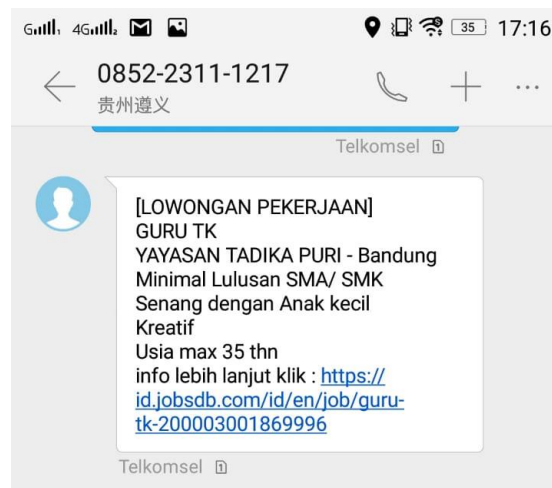 G 4G 35 17:16
0852-2311-1217
贵州遵义
Telkomsel 1
[LOWONGAN PEKERJAAN]
GURU TK
YAYASAN TADIKA PURI - Bandung
Minimal Lulusan SMA/ SMK
Senang dengan Anak kecil
Kreatif
Usia max 35 thn
info lebih lanjut klik : https://
id.jobsdb.com/id/en/job/guru-
tk-200003001869996
Telkomsel 1